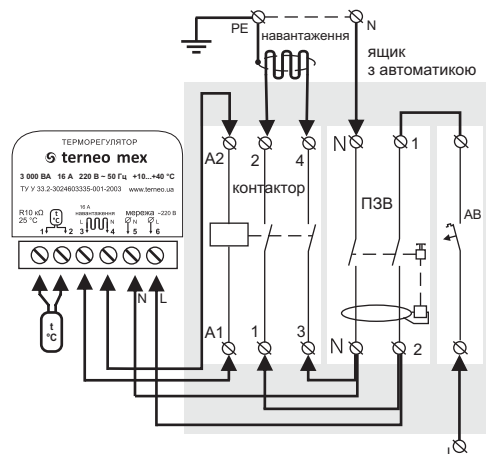 PE
N
навантаження
ящик
з автоматикою
ТЕРМОРЕГУЛЯТОР
terneo mex
3 000 ВА 16 А 220 В ~ 50 Гц +10...+40 °С
ТУ У 33.2-3024603335-001-2003 www.terneo.ua
R10 кΩ
25 °С
t
°C
16 А
навантаження
мережа ~220 В
L N N L
1 2 3 4 5 6
N L
t
°C
A2 2 4 N 1
контактор
ПЗВ
АВ
A1 1 3 N 2
L